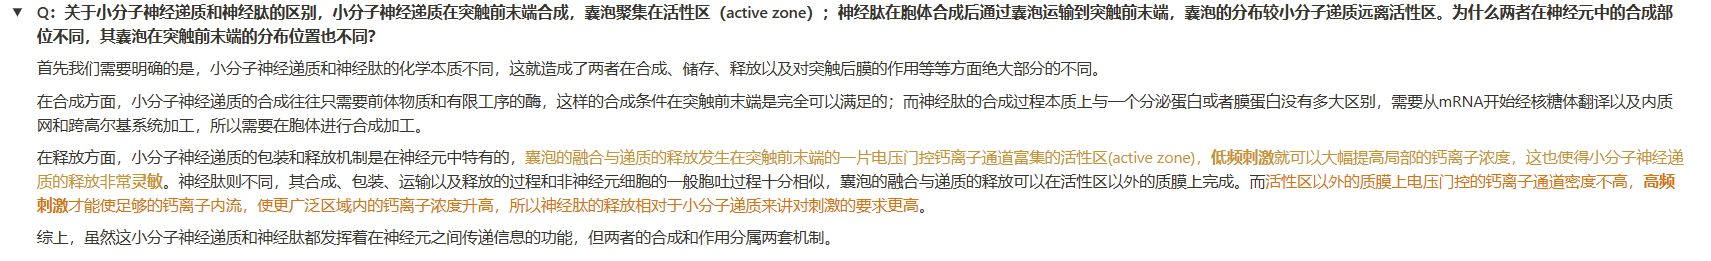 Q：关于小分子神经递质和神经肽的区别，小分子神经递质在突触前末端合成，囊泡聚集在活性区（active zone）；神经肽在胞体合成后通过囊泡运输到突触前末端，囊泡的分布较小分子递质远离活性区。为什么两者在神经元中的合成部
位不同，其囊泡在突触前末端的分布位置也不同？
首先我们需要明确的是，小分子神经递质和神经肽的化学本质不同，这就造成了两者在合成、储存、释放以及对突触后膜的作用等等方面绝大部分的不同。
在合成方面，小分子神经递质的合成往往只需要前体物质和有限工序的酶，这样的合成条件在突触前末端是完全可以满足的；而神经肽的合成过程本质上与一个分泌蛋白或者膜蛋白没有多大区别，需要从mRNA开始经核糖体翻译以及内质
网和跨高尔基系统加工，所以需要在胞体进行合成加工。
在释放方面，小分子神经递质的包装和释放机制是在神经元中特有的，囊泡的融合与递质的释放发生在突触前末端的一片电压门控钙离子通道富集的活性区(active zone)，低频刺激就可以大幅提高局部的钙离子浓度，这也使得小分子神经递
质的释放非常灵敏。神经肽则不同，其合成、包装、运输以及释放的过程和非神经元细胞的一般胞吐过程十分相似，囊泡的融合与递质的释放可以在活性区以外的质膜上完成。而活性区以外的质膜上电压门控的钙离子通道密度不高，高频
刺激才能使足够的钙离子内流，使更广泛区域内的钙离子浓度升高，所以神经肽的释放相对于小分子递质来讲对刺激的要求更高。
综上，虽然这小分子神经递质和神经肽都发挥着在神经元之间传递信息的功能，但两者的合成和作用分属两套机制。